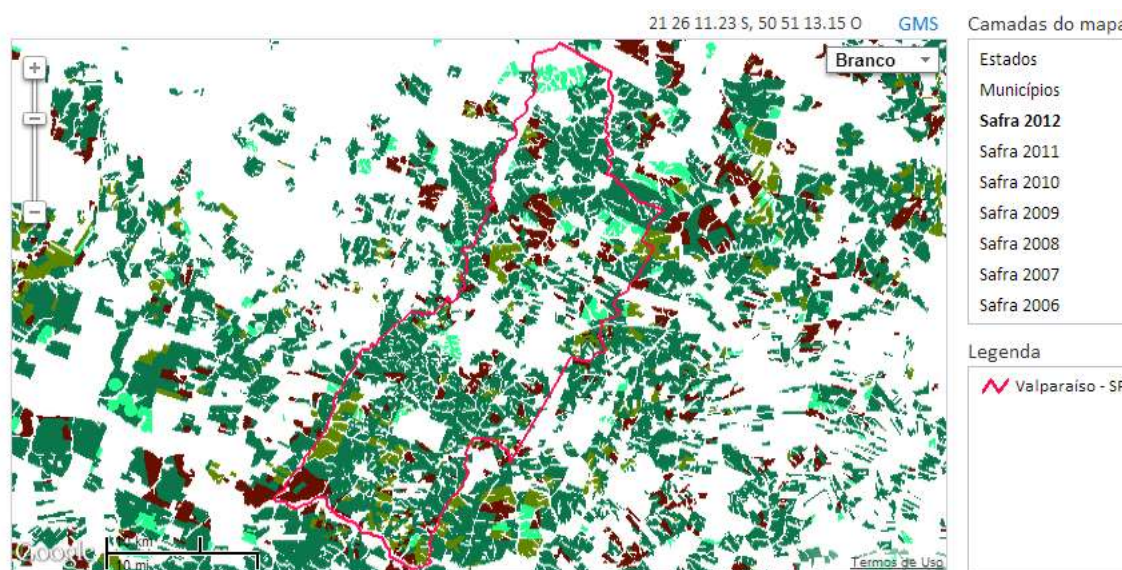 21 26 11.23 S, 50 51 13.15 O GMS
Camadas do mapa
Branco
Estados
Municípios
Safra 2012
Safra 2011
Safra 2010
Safra 2009
Safra 2008
Safra 2007
Safra 2006
Legenda
Valparaíso - SP
Google
km
10 mi
Termos de Uso